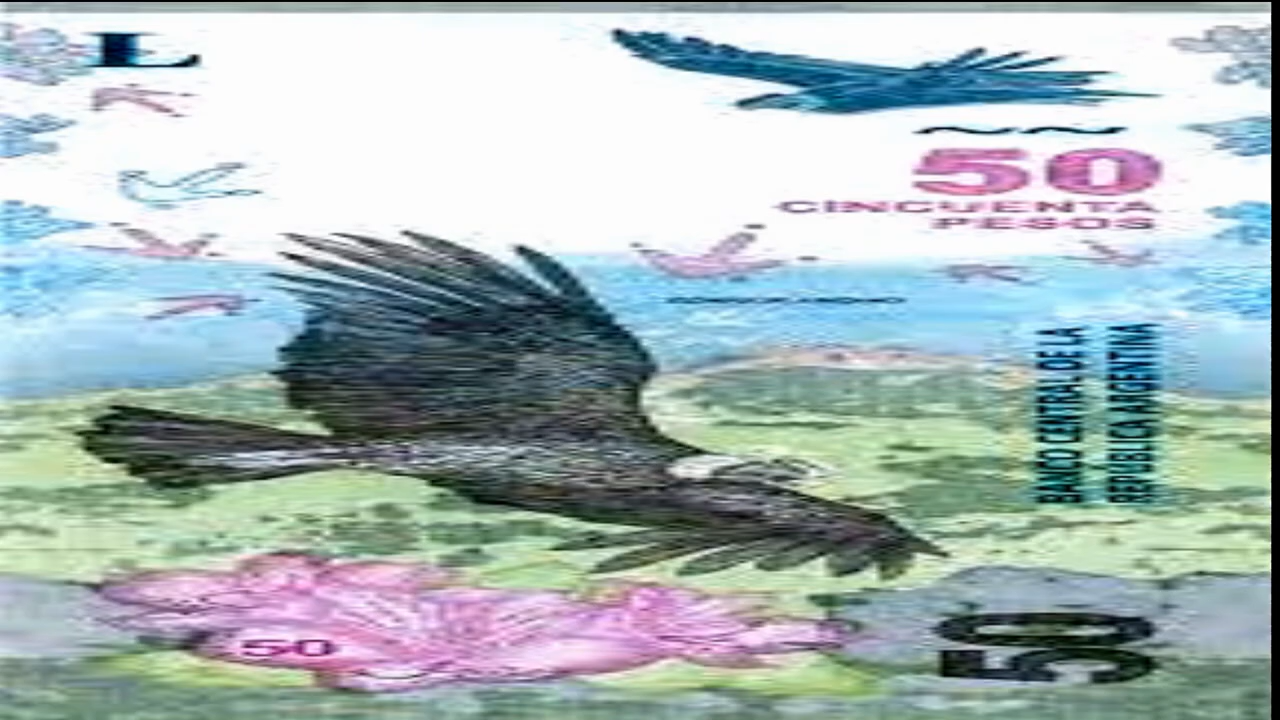 Ł
50
CINCUENTA
PESOS
BANCO CENTRAL DE LA
REPÚBLICA ARGENTINA
50
50